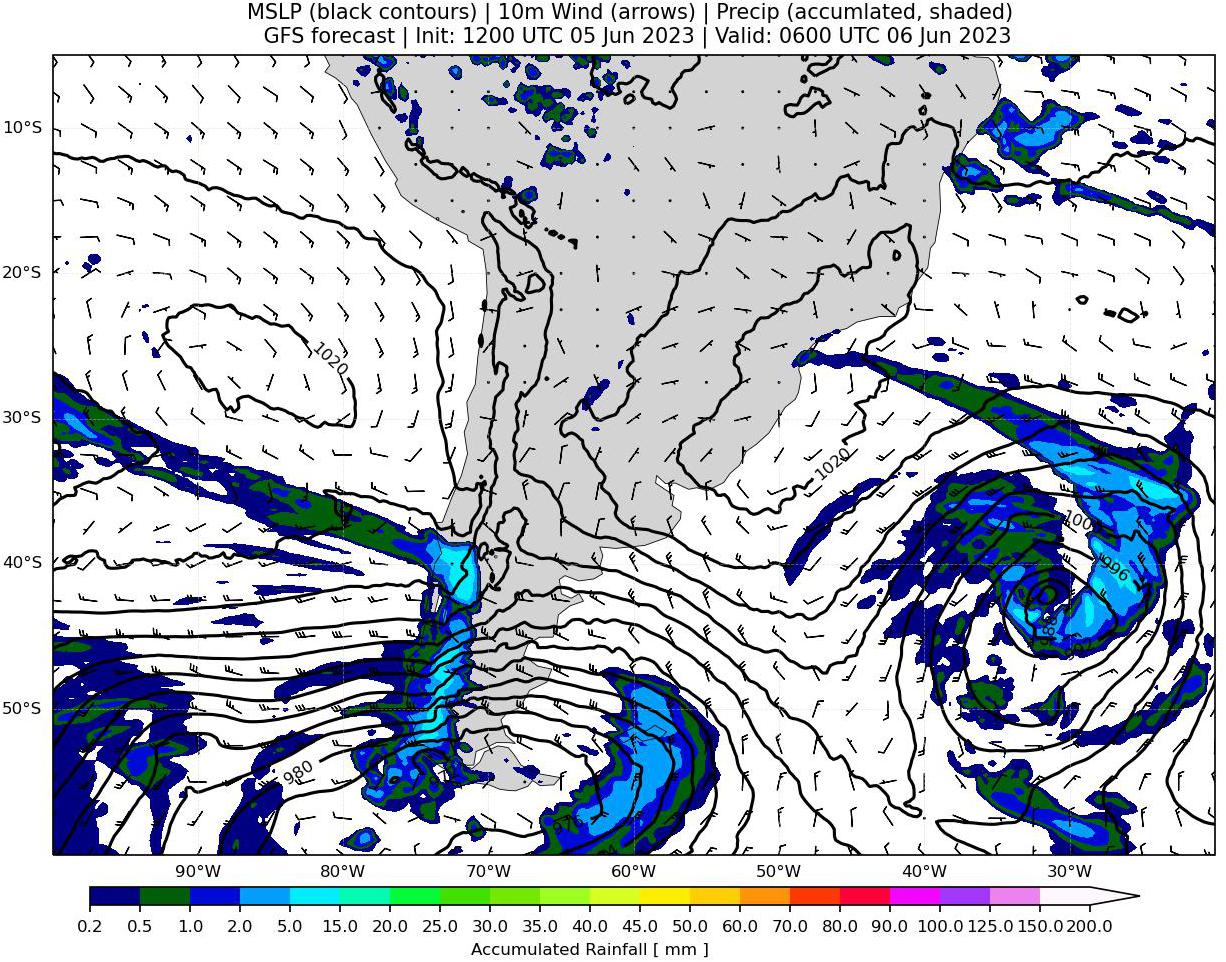 MSLP (black contours) | 10m Wind (arrows) | Precip (accumlated, shaded)
GFS forecast | Init: 1200 UTC 05 Jun 2023 | Valid: 0600 UTC 06 Jun 2023
10°S
20°S
1020
30°S
1020
996
40°S
50°S
980
976
90°W 80°W 70°W 60°W 50°W 40°W 30°W
0.2 0.5 1.0 2.0 5.0 10.0 15.0 20.0 25.0 30.0 35.0 40.0 45.0 50.0 60.0 70.0 80.0 90.0 100.0 125.0 150.0 200.0
Accumulated Rainfall [ mm ]